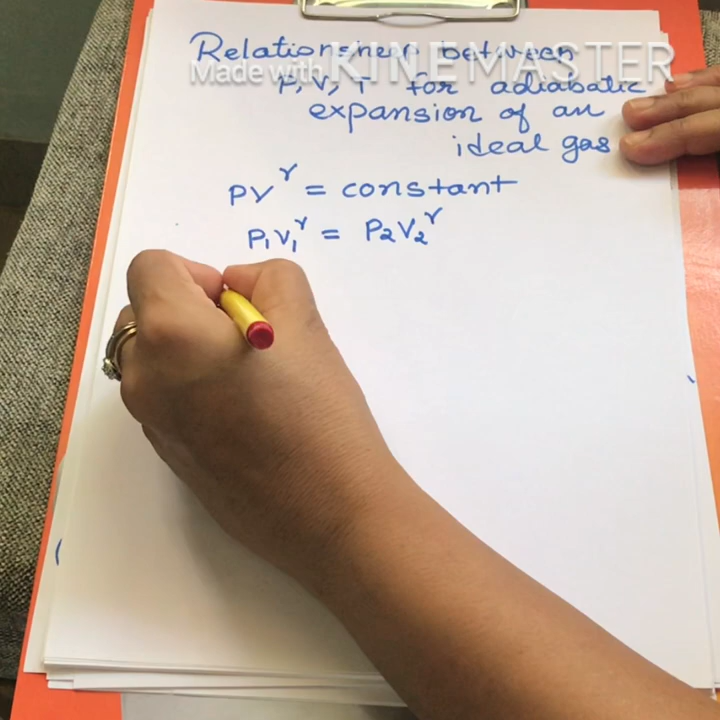 Relationship between
Made with KINEMASTER
P, V, T for adiabatic
expansion of an
ideal gas
PV^γ = constant
P₁V₁^γ = P₂V₂^γ